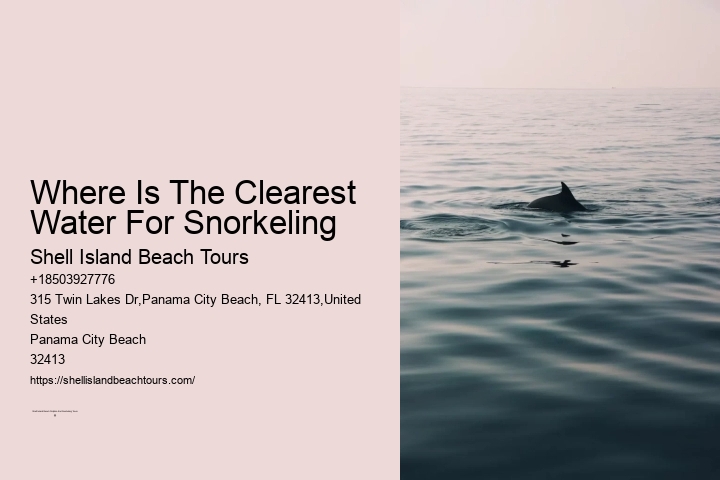 Where Is The Clearest
Water For Snorkeling
Shell Island Beach Tours
+18503927776
315 Twin Lakes Dr,Panama City Beach, FL 32413,United
States
Panama City Beach
32413
https://shellislandbeachtours.com/